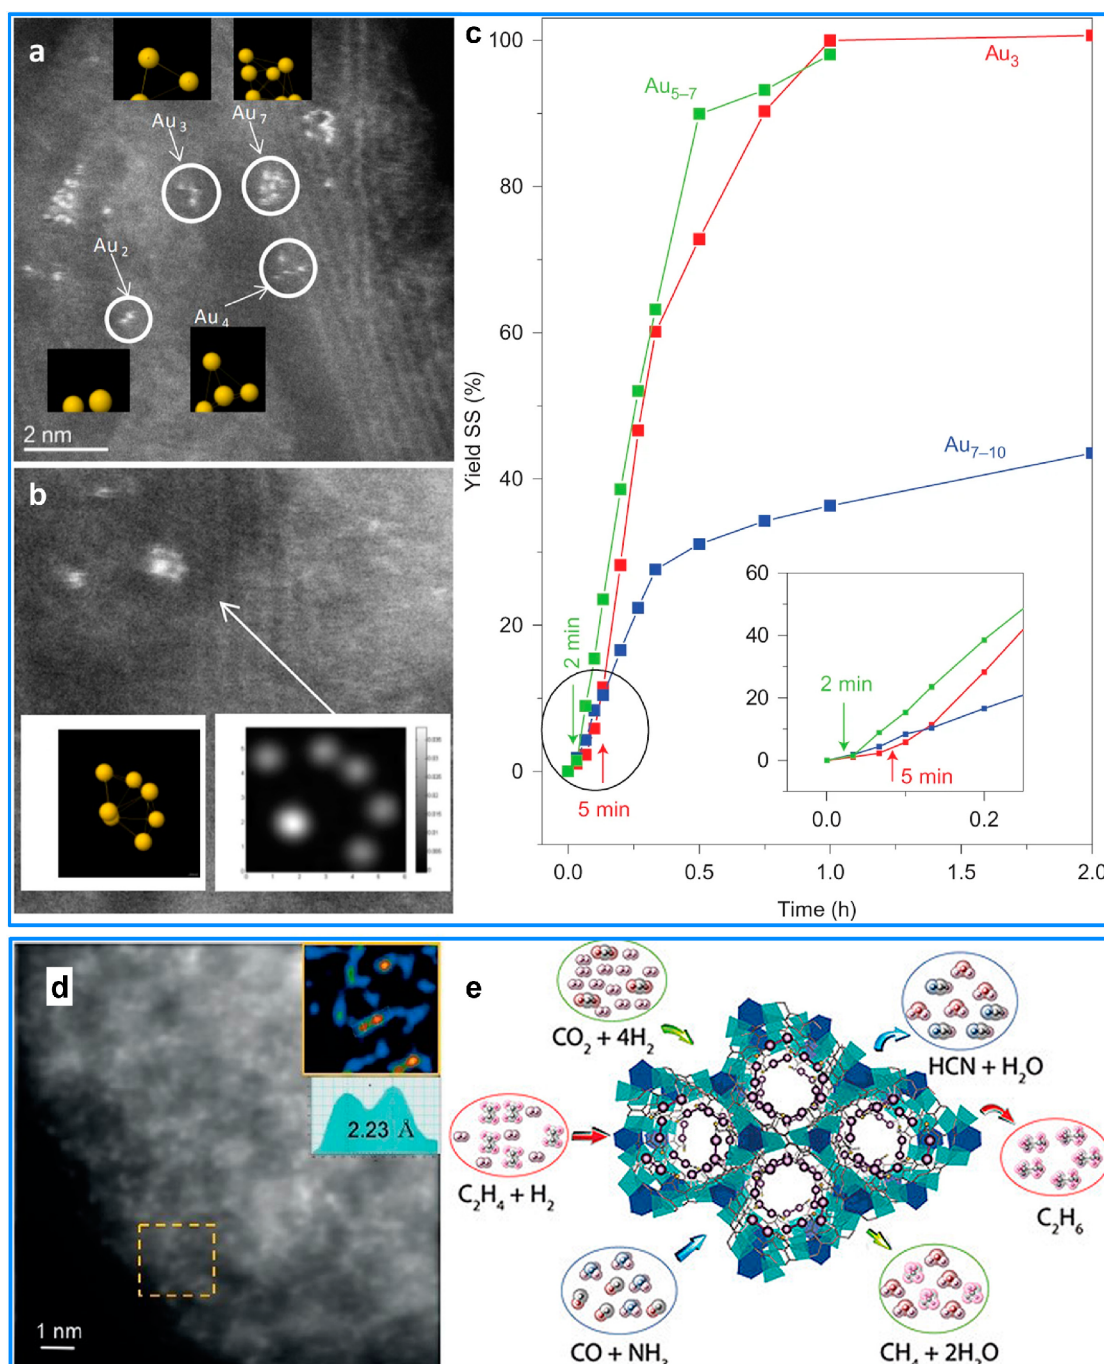 a
Au3
Au7
Au2
Au4
2 nm
b
c
Yield SS (%)
100
80
60
40
20
0
Au5–7
Au3
Au7–10
2 min
5 min
60
40
20
0
2 min
5 min
0.0
0.2
0.0
0.5
1.0
1.5
2.0
Time (h)
d
2.23 Å
1 nm
e
CO2 + 4H2
HCN + H2O
C2H4 + H2
C2H6
CO + NH3
CH4 + 2H2O